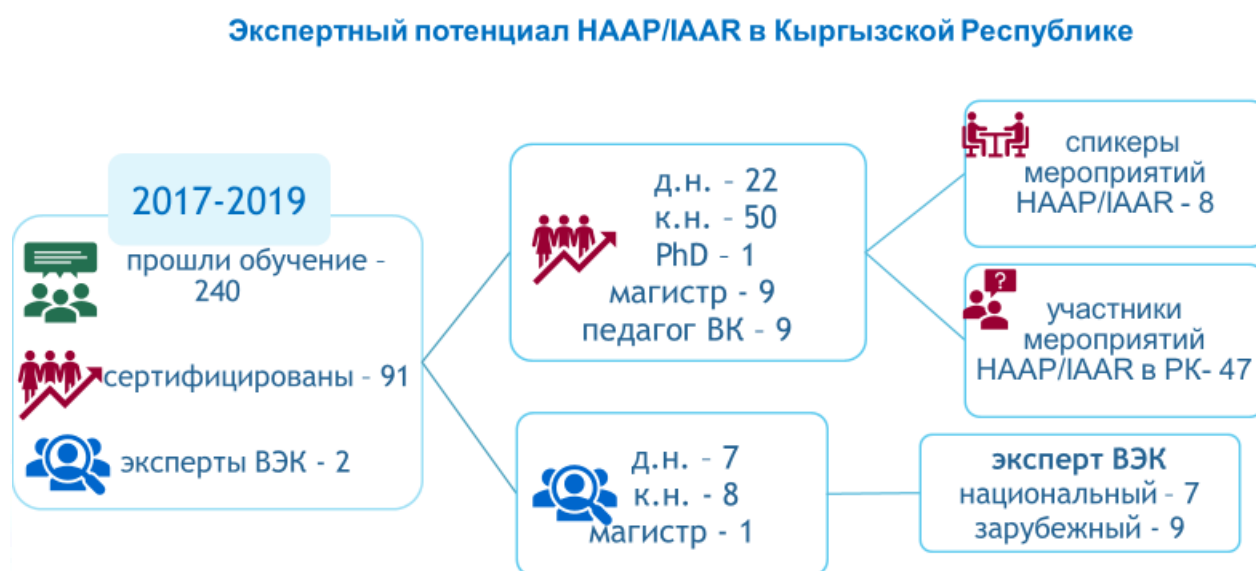 Экспертный потенциал НААР/IAAR в Кыргызской Республике
2017-2019
прошли обучение -
240
сертифицированы - 91
эксперты ВЭК - 2
д.н. - 22
к.н. - 50
PhD - 1
магистр - 9
педагог ВК - 9
д.н. - 7
к.н. - 8
магистр - 1
спикеры
мероприятий
НААР/IAAR - 8
участники
мероприятий
НААР/IAAR в РК- 47
эксперт ВЭК
национальный - 7
зарубежный - 9